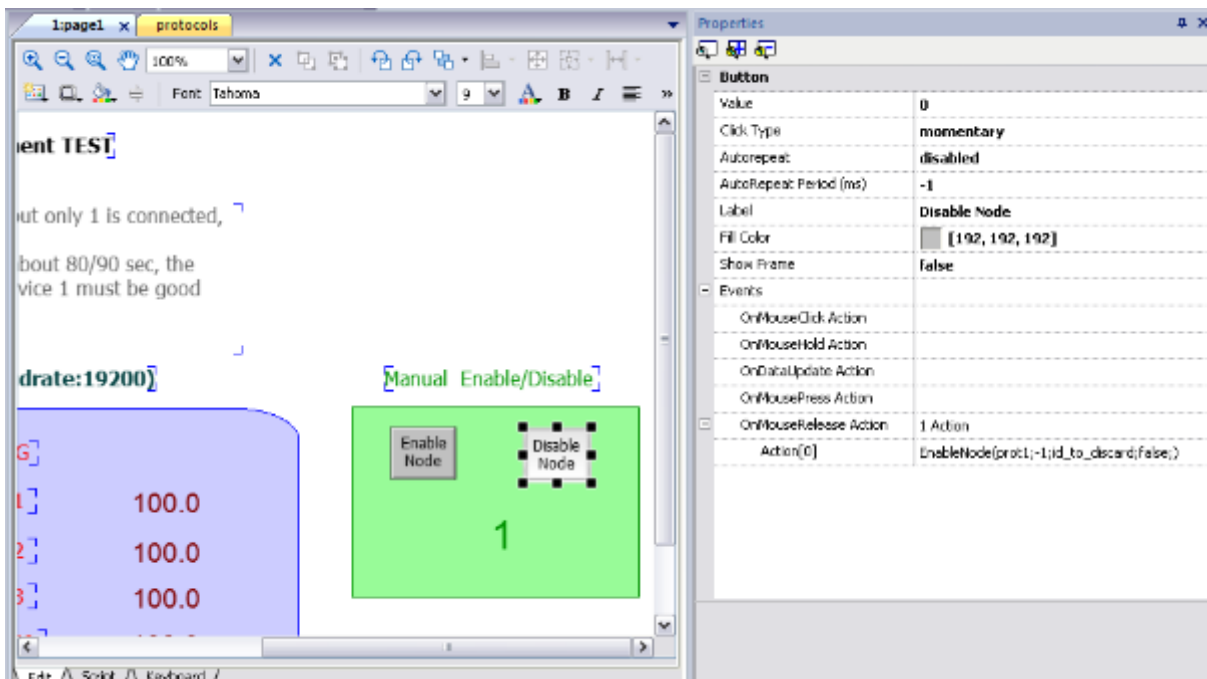 1:page1 x protocols
100%
Font Tahoma 9 B I »
ent TEST
ut only 1 is connected,
bout 80/90 sec, the
vice 1 must be good
drate:19200)
Manual Enable/Disable
Enable
Node
Disable
Node
1
G
1 100.0
2 100.0
3 100.0
Edit Script Keyboard
Properties
Button
Value 0
Click Type momentary
Autorepeat disabled
AutoRepeat Period (ms) -1
Label Disable Node
Fill Color [192, 192, 192]
Show Frame false
Events
OnMouseClick Action
OnMouseHold Action
OnDataUpdate Action
OnMousePress Action
OnMouseRelease Action 1 Action
Action[0] EnableNode(prot1;-1;id_to_discard;false;)